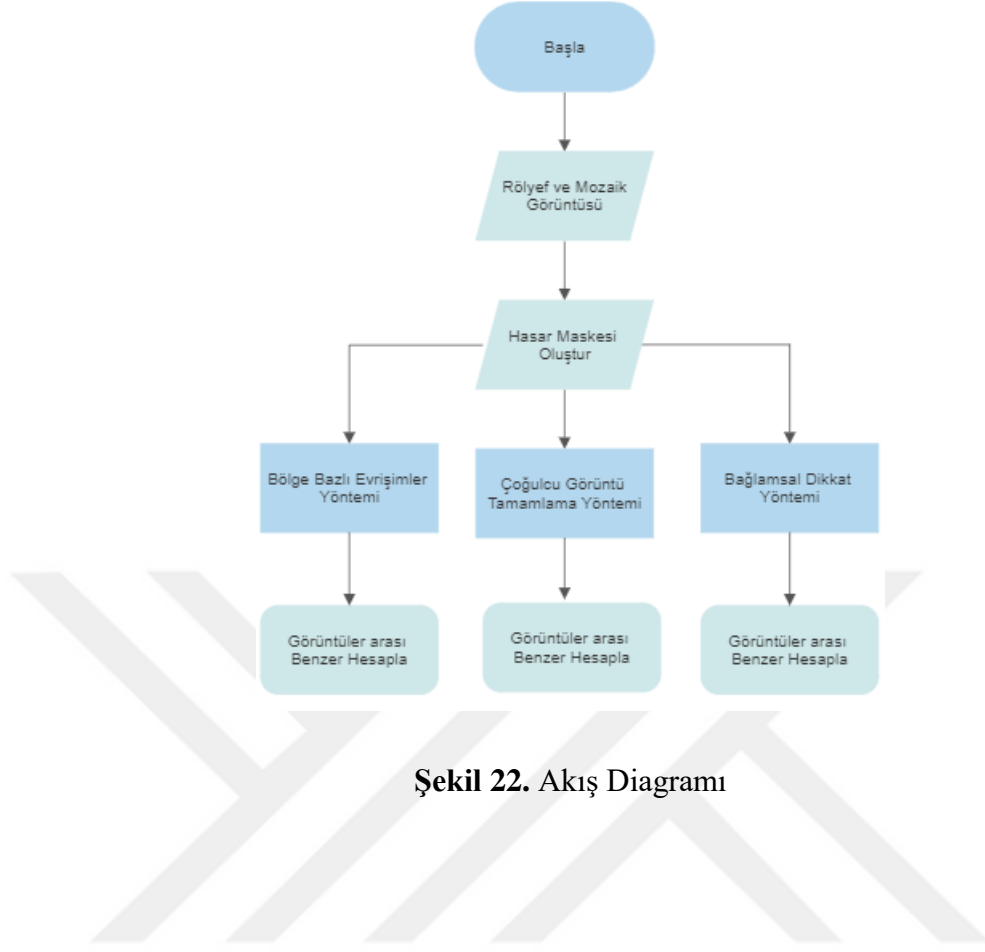 Başla
Rölyef ve Mozaik
Görüntüsü
Hasar Maskesi
Oluştur
Bölge Bazlı Evrişimler
Yöntemi
Çoğulcu Görüntü
Tamamlama Yöntemi
Bağlamsal Dikkat
Yöntemi
Görüntüler arası
Benzer Hesapla
Görüntüler arası
Benzer Hesapla
Görüntüler arası
Benzer Hesapla
Şekil 22. Akış Diagramı